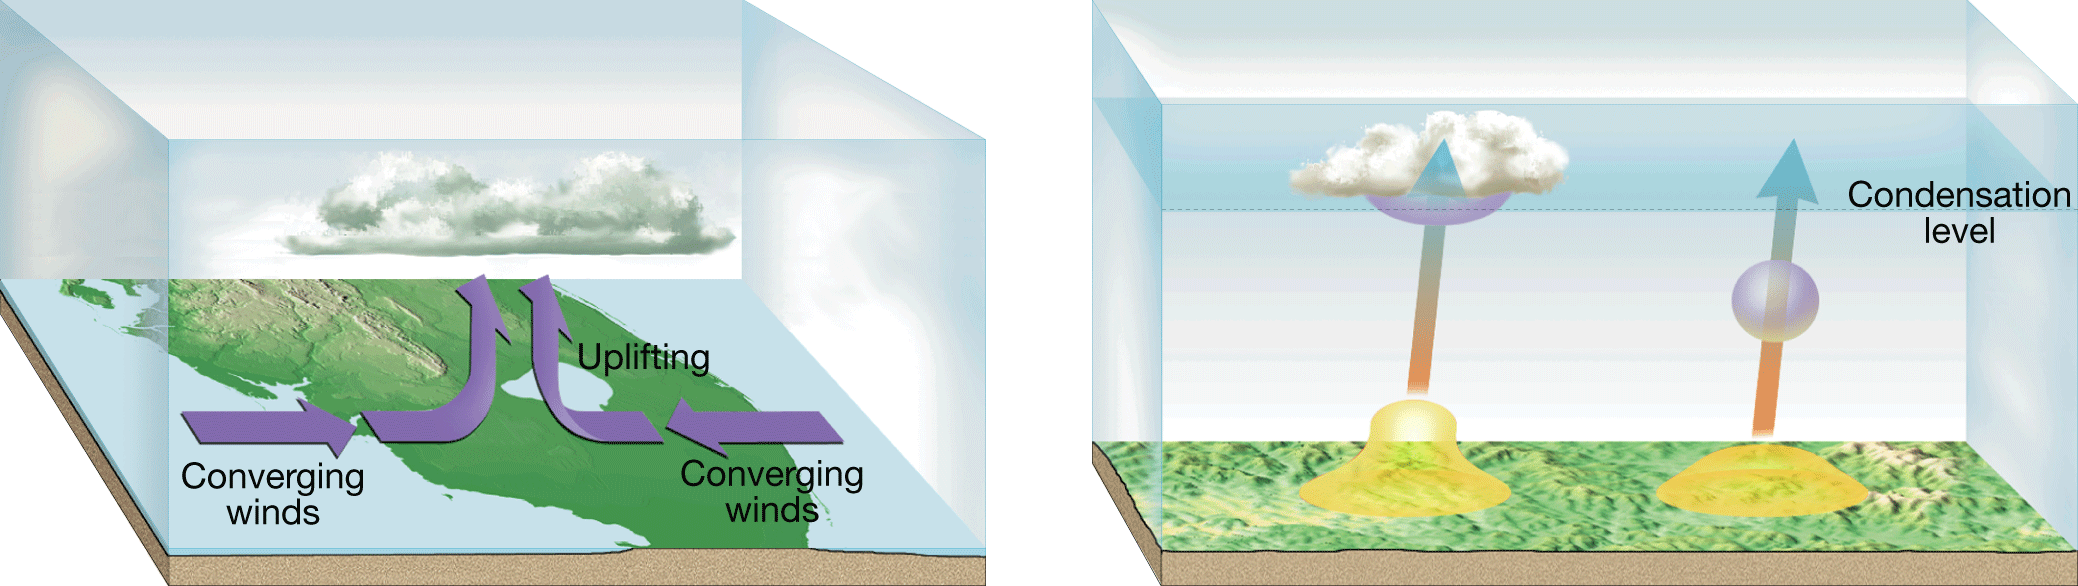 Uplifting
Converging
winds
Converging
winds
Condensation
level